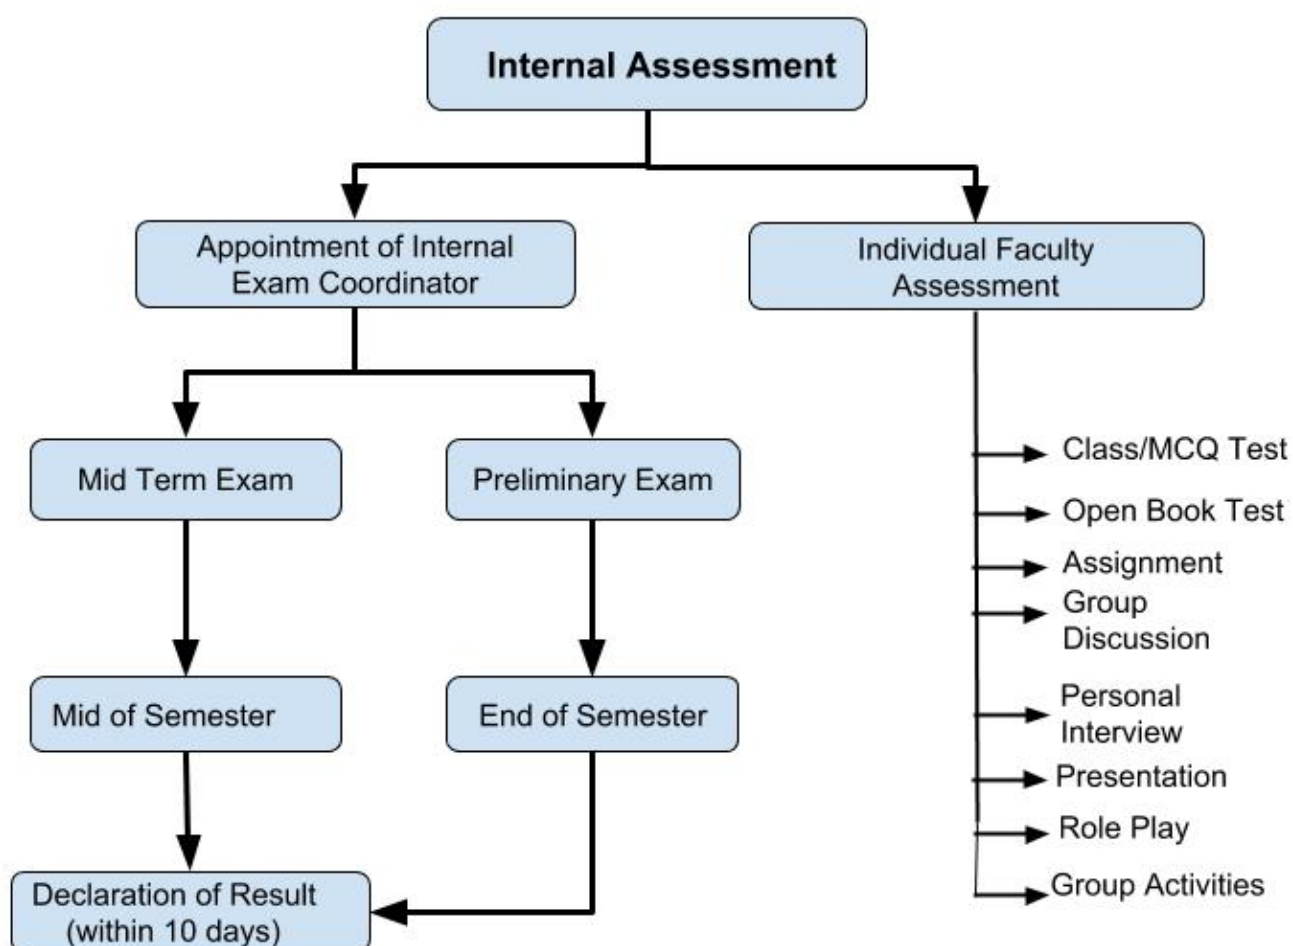 Internal Assessment
Appointment of Internal
Exam Coordinator
Individual Faculty
Assessment
Mid Term Exam
Preliminary Exam
Mid of Semester
End of Semester
Declaration of Result
(within 10 days)
Class/MCQ Test
Open Book Test
Assignment
Group
Discussion
Personal
Interview
Presentation
Role Play
Group Activities